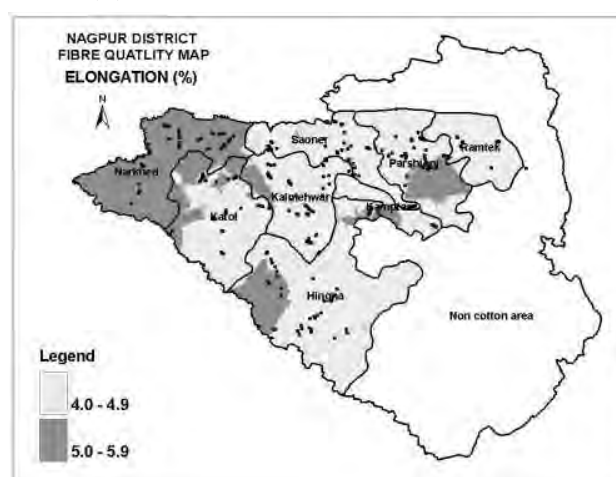 NAGPUR DISTRICT
FIBRE QUATLITY MAP
ELONGATION (%)
N
Saoner
Ramtek
Parshivni
Narkhed
Kalmehwar
Katol
Hingna
Non cotton area
Legend
4.0 - 4.9
5.0 - 5.9